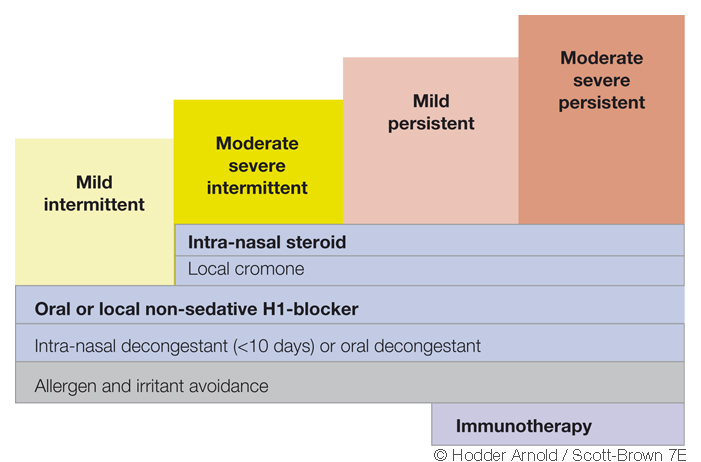 Mild
intermittent
Moderate
severe
intermittent
Mild
persistent
Moderate
severe
persistent
Intra-nasal steroid
Local cromone
Oral or local non-sedative H1-blocker
Intra-nasal decongestant (<10 days) or oral decongestant
Allergen and irritant avoidance
Immunotherapy
© Hodder Arnold / Scott-Brown 7E